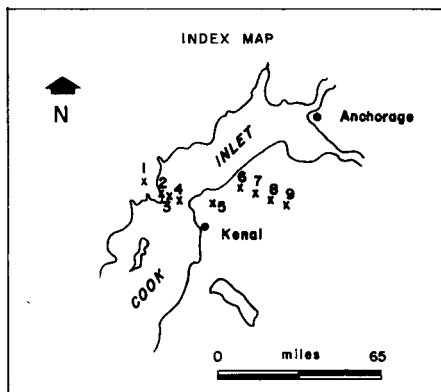 INDEX MAP
N
Anchorage
INLET
1
2
3
4
5
6
7
8
9
Kenai
COOK
0 miles 65